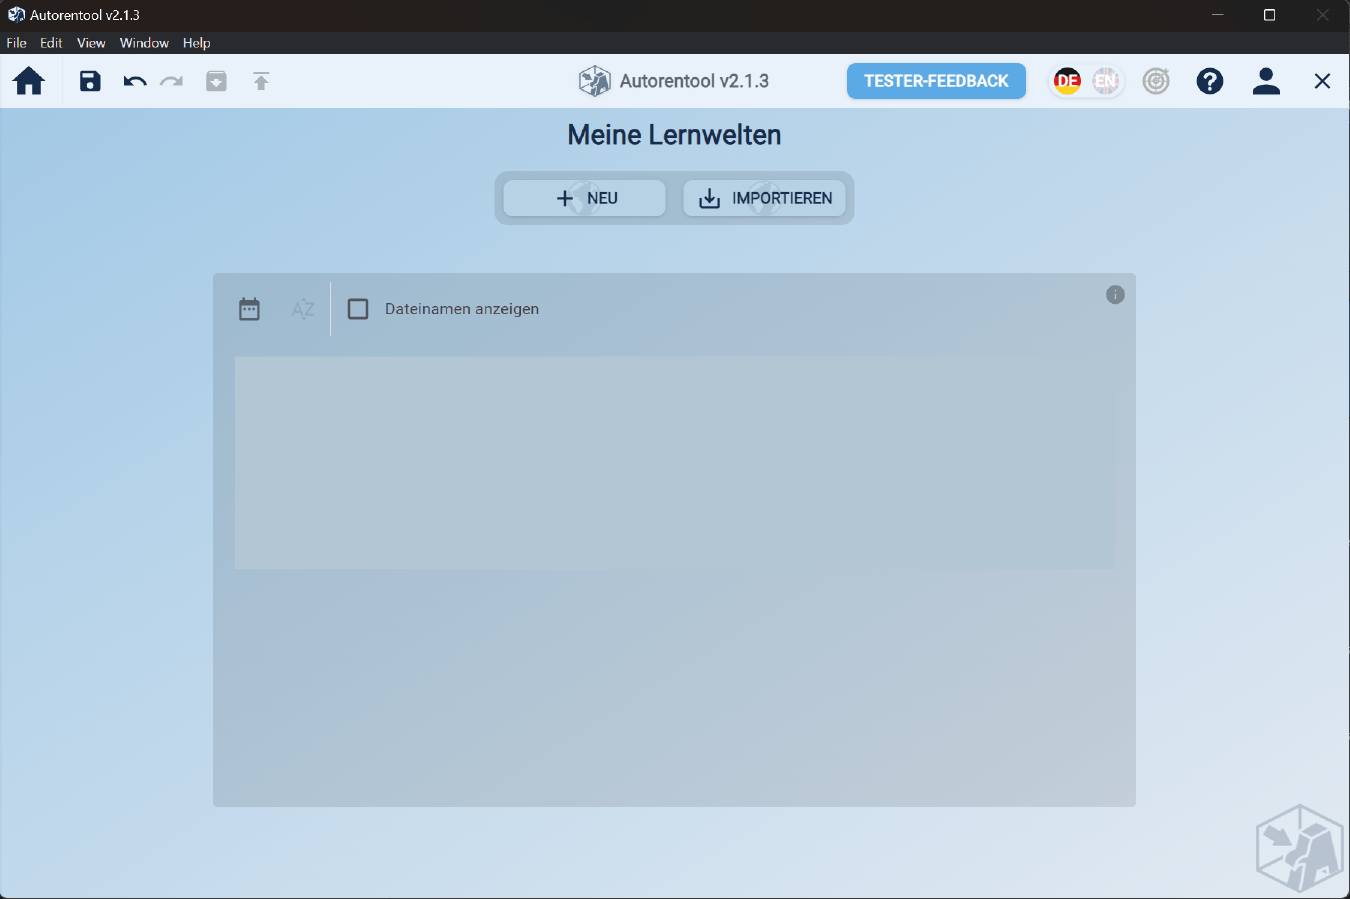 Autorentool v2.1.3
File Edit View Window Help
Autorentool v2.1.3
TESTER-FEEDBACK
DE EN
Meine Lernwelten
NEU
IMPORTIEREN
AZ
Dateinamen anzeigen